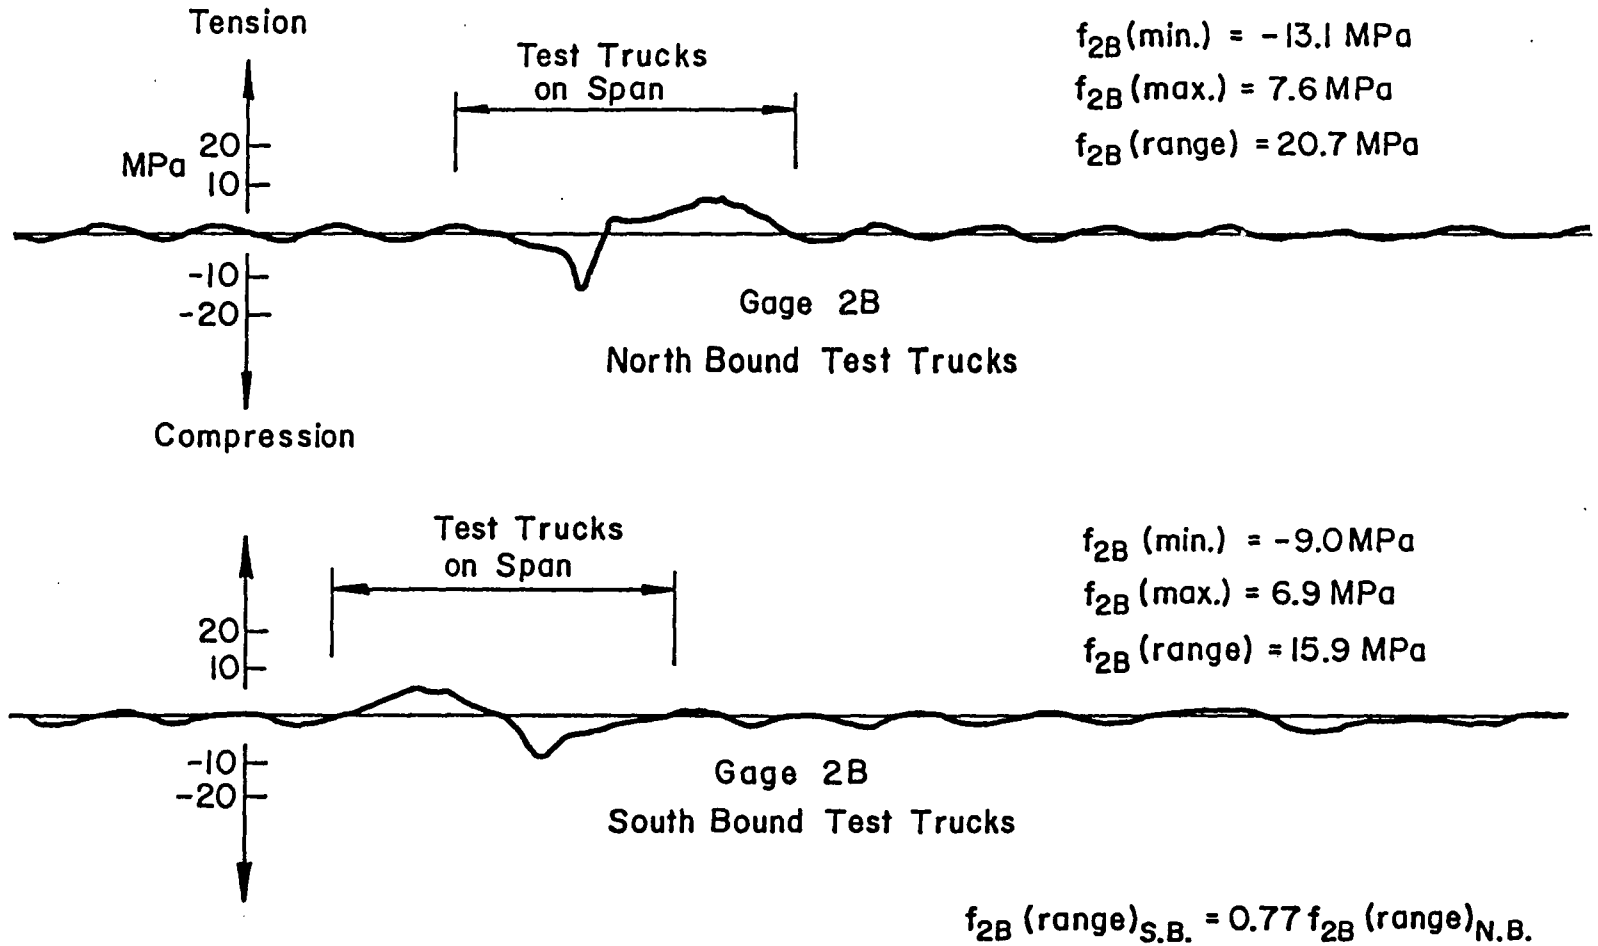 Tension
Test Trucks
on Span
f2B (min.) = -13.1 MPa
f2B (max.) = 7.6 MPa
f2B (range) = 20.7 MPa
MPa
20
10
-10
-20
Gage 2B
North Bound Test Trucks
Compression
Test Trucks
on Span
f2B (min.) = -9.0 MPa
f2B (max.) = 6.9 MPa
f2B (range) = 15.9 MPa
20
10
-10
-20
Gage 2B
South Bound Test Trucks
f2B (range)S.B. = 0.77 f2B (range)N.B.